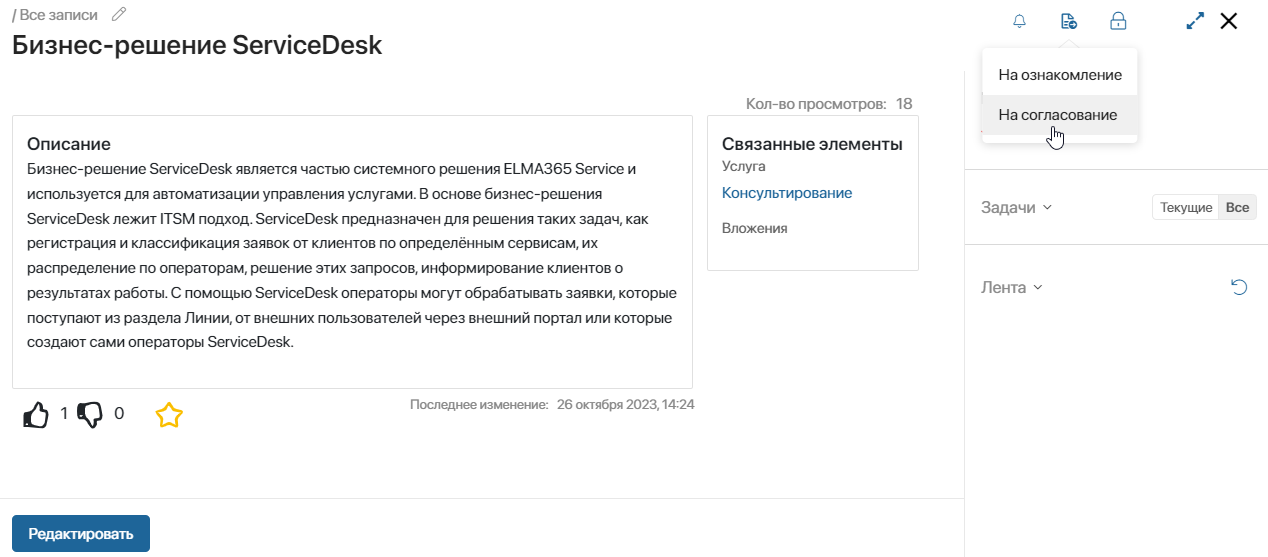 / Все записи
Бизнес-решение ServiceDesk
На ознакомление
На согласование
Кол-во просмотров: 18
Описание
Бизнес-решение ServiceDesk является частью системного решения ELMA365 Service и
используется для автоматизации управления услугами. В основе бизнес-решения
ServiceDesk лежит ITSM подход. ServiceDesk предназначен для решения таких задач, как
регистрация и классификация заявок от клиентов по определённым сервисам, их
распределение по операторам, решение этих запросов, информирование клиентов о
результатах работы. С помощью ServiceDesk операторы могут обрабатывать заявки, которые
поступают из раздела Линии, от внешних пользователей через внешний портал или которые
создают сами операторы ServiceDesk.
Связанные элементы
Услуга
Консультирование
Вложения
1 0
Последнее изменение: 26 октября 2023, 14:24
Задачи
Текущие Все
Лента
Редактировать